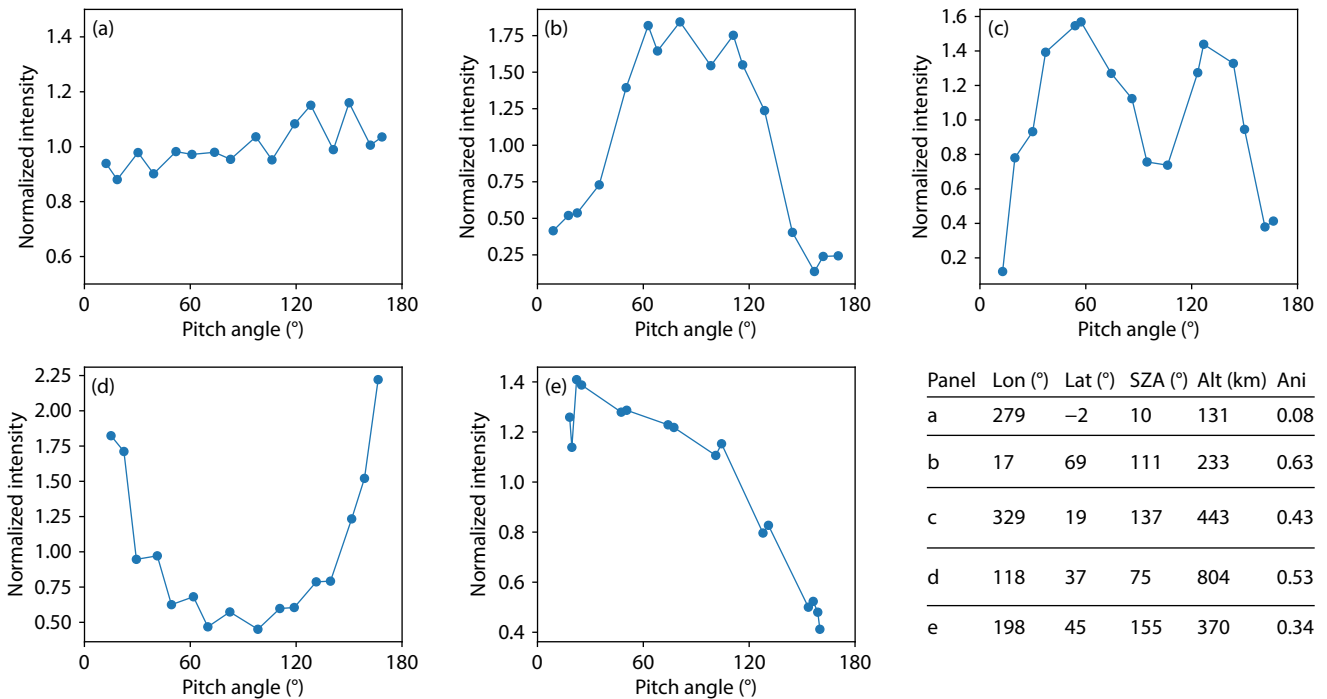 (a)
Normalized intensity
1.4
1.2
1.0
0.8
0.6
0 60 120 180
Pitch angle (°)
(b)
Normalized intensity
1.75
1.50
1.25
1.00
0.75
0.50
0.25
0 60 120 180
Pitch angle (°)
(c)
Normalized intensity
1.6
1.4
1.2
1.0
0.8
0.6
0.4
0.2
0 60 120 180
Pitch angle (°)
(d)
Normalized intensity
2.25
2.00
1.75
1.50
1.25
1.00
0.75
0.50
0 60 120 180
Pitch angle (°)
(e)
Normalized intensity
1.4
1.2
1.0
0.8
0.6
0.4
0 60 120 180
Pitch angle (°)
Panel Lon (°) Lat (°) SZA (°) Alt (km) Ani
a 279 −2 10 131 0.08
b 17 69 111 233 0.63
c 329 19 137 443 0.43
d 118 37 75 804 0.53
e 198 45 155 370 0.34